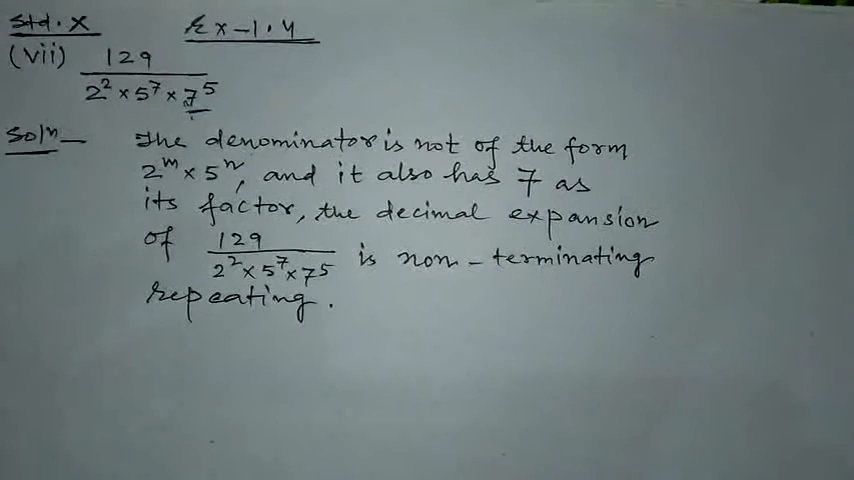 Std. X Ex-1.4
(vii) 129
2² × 5⁷ × 7⁵
Solⁿ— The denominator is not of the form
2ᵐ × 5ⁿ, and it also has 7 as
its factor, the decimal expansion
of 129 / 2² × 5⁷ × 7⁵ is non-terminating
repeating.